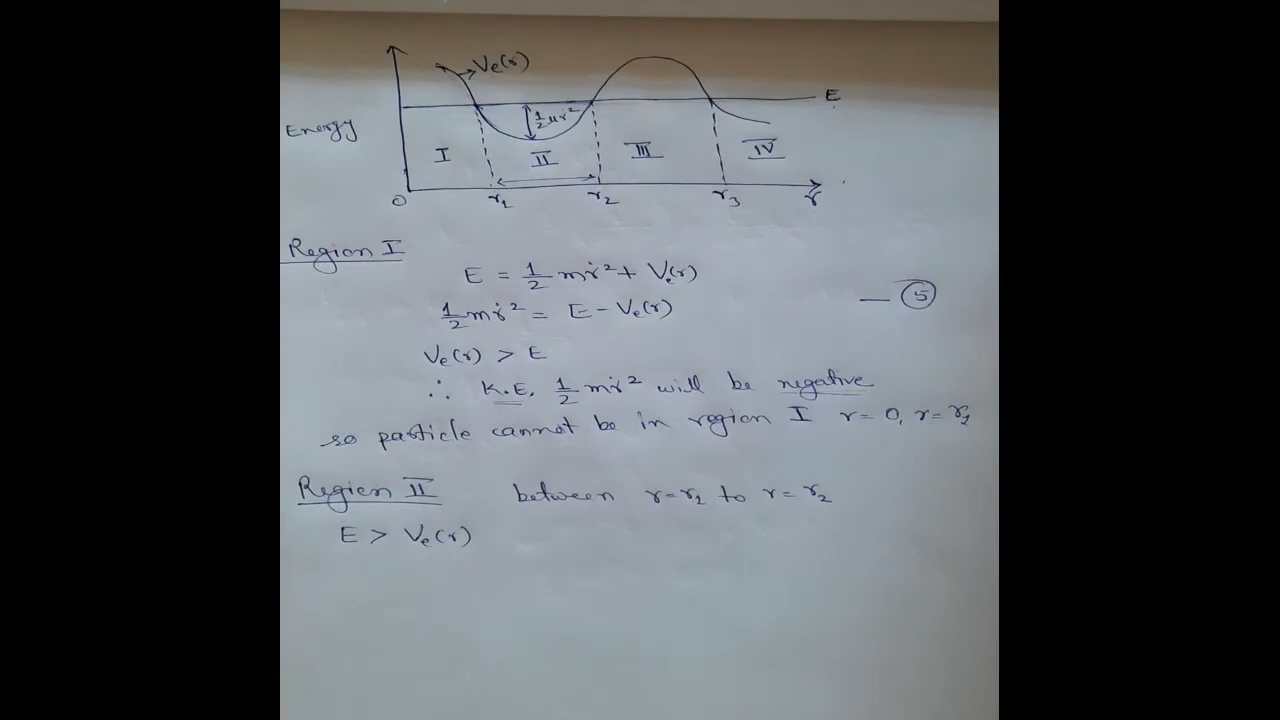 Ve(r)
E
½μṙ²
Energy
I II III IV
0 r₁ r₂ r₃ r
Region I
E = ½ mṙ² + Ve(r)
— ⑤
½ mṙ² = E – Ve(r)
Ve(r) > E
∴ K.E. ½ mṙ² will be negative
so particle cannot be in region I r = 0, r = r₁
Region II between r = r₁ to r = r₂
E > Ve(r)